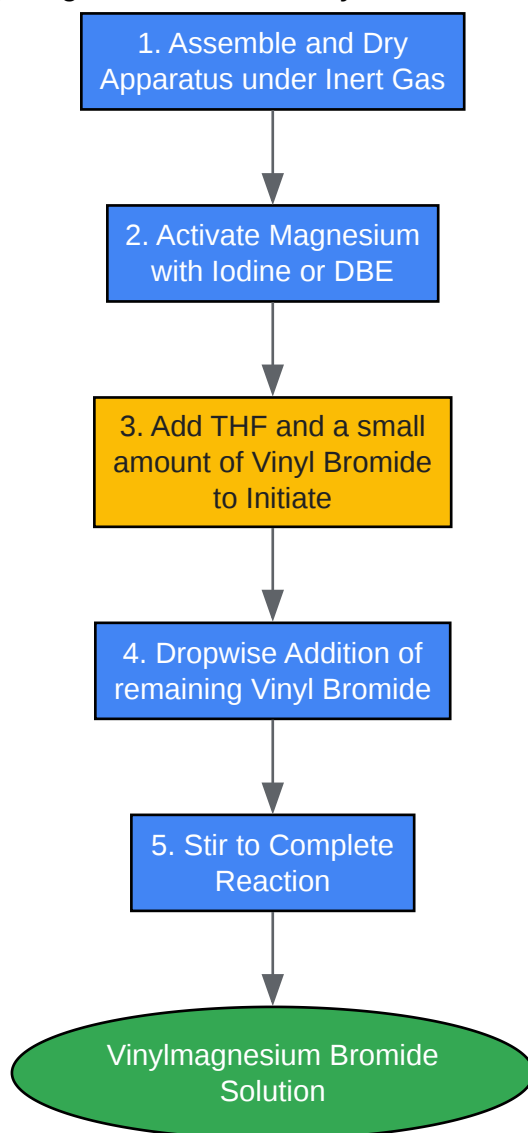 1. Assemble and Dry
Apparatus under Inert Gas
2. Activate Magnesium
with Iodine or DBE
3. Add THF and a small
amount of Vinyl Bromide
to Initiate
4. Dropwise Addition of
remaining Vinyl Bromide
5. Stir to Complete
Reaction
Vinylmagnesium Bromide
Solution